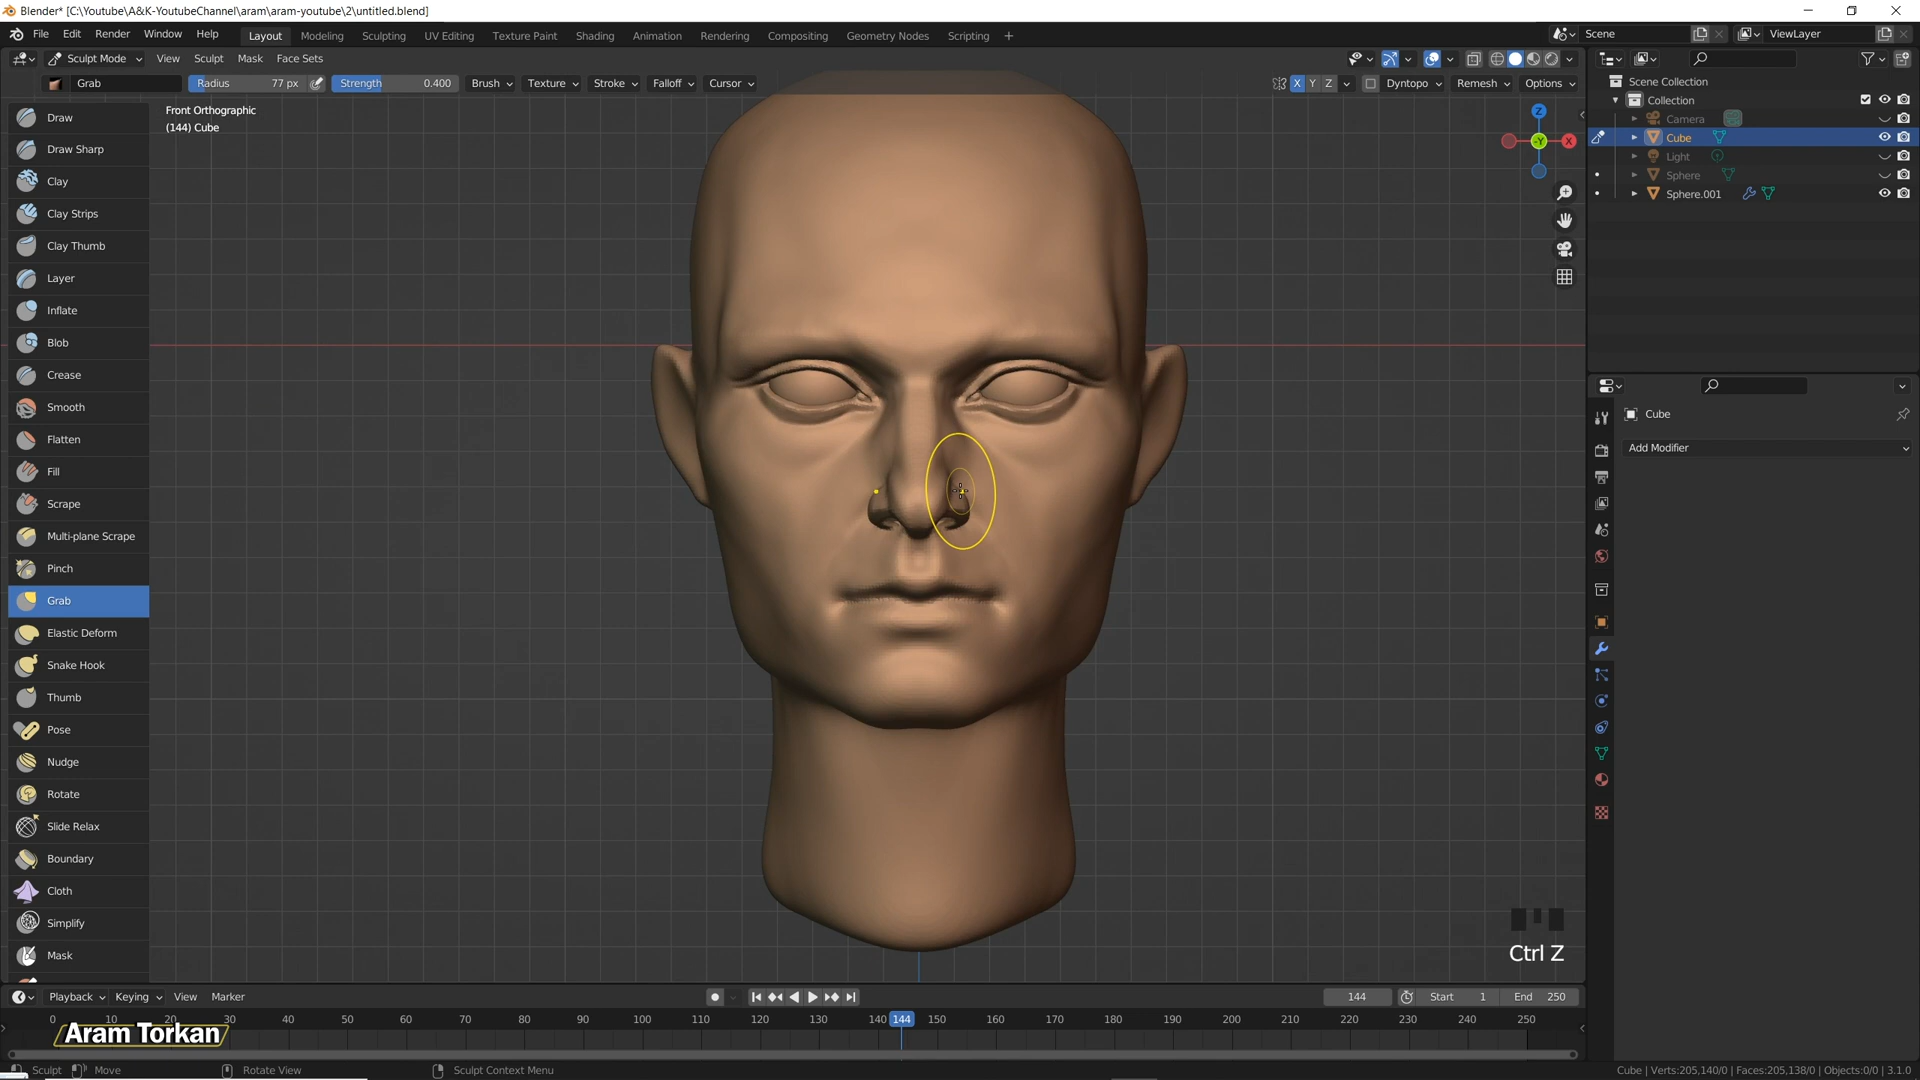 Blender* [C:\Youtube\A&K-YoutubeChannel\aram\aram-youtube\2\untitled.blend]
File Edit Render Window Help Layout Modeling Sculpting UV Editing Texture Paint Shading Animation Rendering Compositing Geometry Nodes Scripting + Scene ViewLayer
Sculpt Mode View Sculpt Mask Face Sets
Grab Radius 77 px Strength 0.400 Brush Texture Stroke Falloff Cursor X Y Z Dyntopo Remesh Options
Front Orthographic
(144) Cube
Z
-Y X
Draw
Draw Sharp
Clay
Clay Strips
Clay Thumb
Layer
Inflate
Blob
Crease
Smooth
Flatten
Fill
Scrape
Multi-plane Scrape
Pinch
Grab
Elastic Deform
Snake Hook
Thumb
Pose
Nudge
Rotate
Slide Relax
Boundary
Cloth
Simplify
Mask
Scene Collection
Collection
Camera
Cube
Light
Sphere
Sphere.001
Cube
Add Modifier
Ctrl Z
Playback Keying View Marker 144 Start 1 End 250
0 10 20 30 40 50 60 70 80 90 100 110 120 130 140 144 150 160 170 180 190 200 210 220 230 240 250
Aram Torkan
Sculpt Move Rotate View Sculpt Context Menu Cube | Verts:205,140/0 | Faces:205,138/0 | Objects:0/0 | 3.1.0